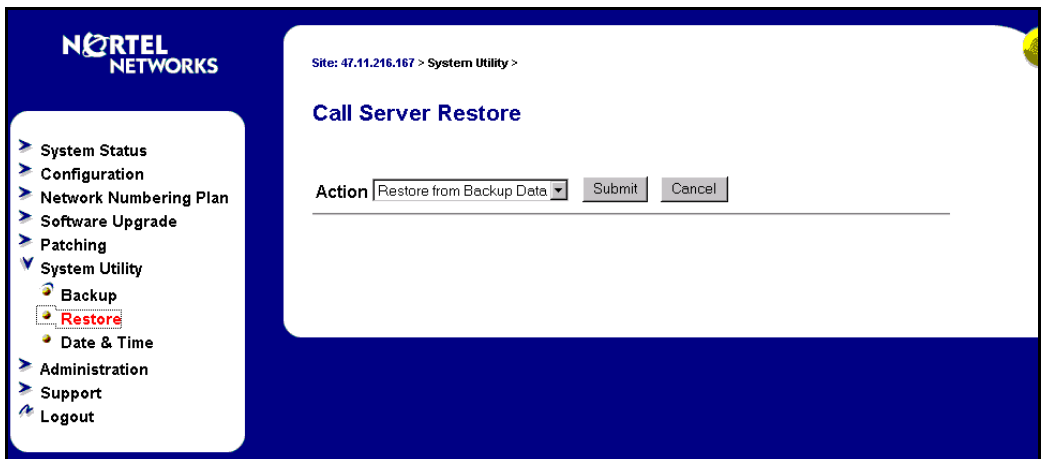 NORTEL
NETWORKS
System Status
Configuration
Network Numbering Plan
Software Upgrade
Patching
System Utility
Backup
Restore
Date & Time
Administration
Support
Logout
Site: 47.11.216.167 > System Utility >
Call Server Restore
Action Restore from Backup Data Submit Cancel